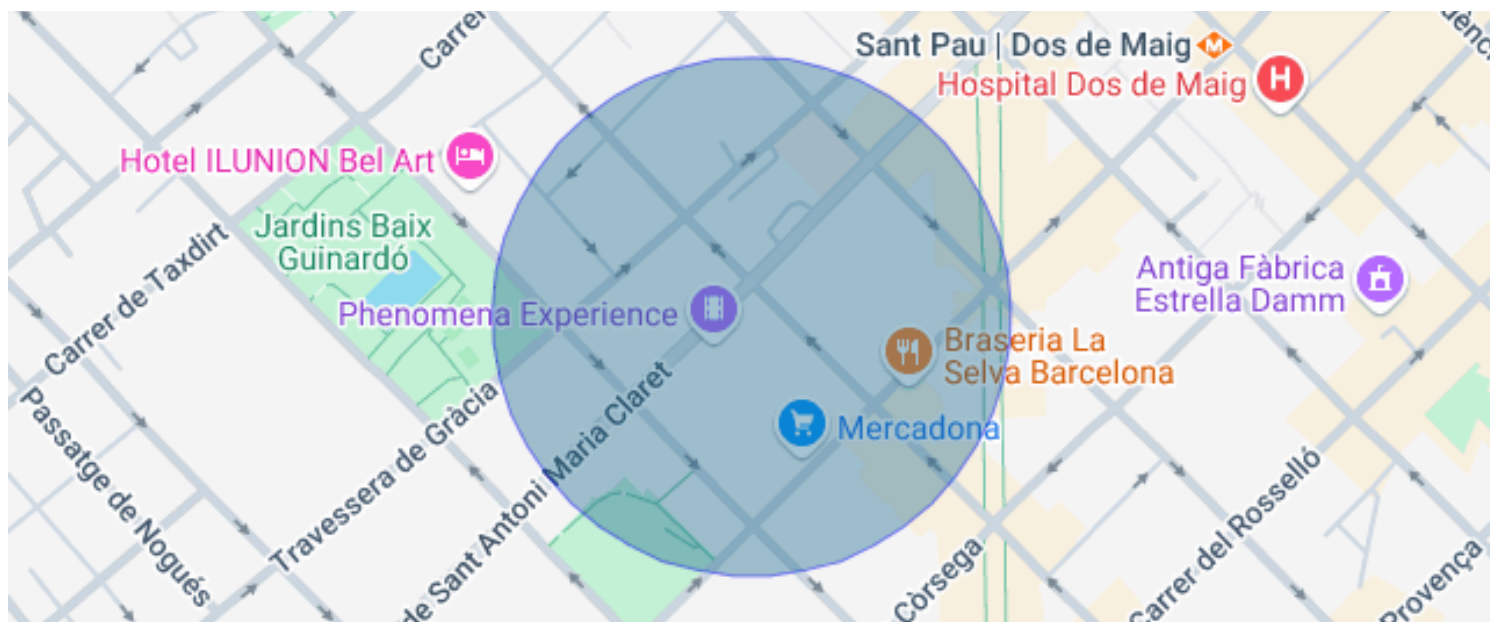 Carrer
Sant Pau | Dos de Maig
Hospital Dos de Maig
H
Hotel ILUNION Bel Art
Jardins Baix
Guinardó
Carrer de Taxdirt
Phenomena Experience
Antiga Fàbrica
Estrella Damm
Braseria La
Selva Barcelona
Mercadona
Passatge de Nogués
Travessera de Gràcia
de Sant Antoni Maria Claret
Còrsega
Carrer del Rosselló
Provença